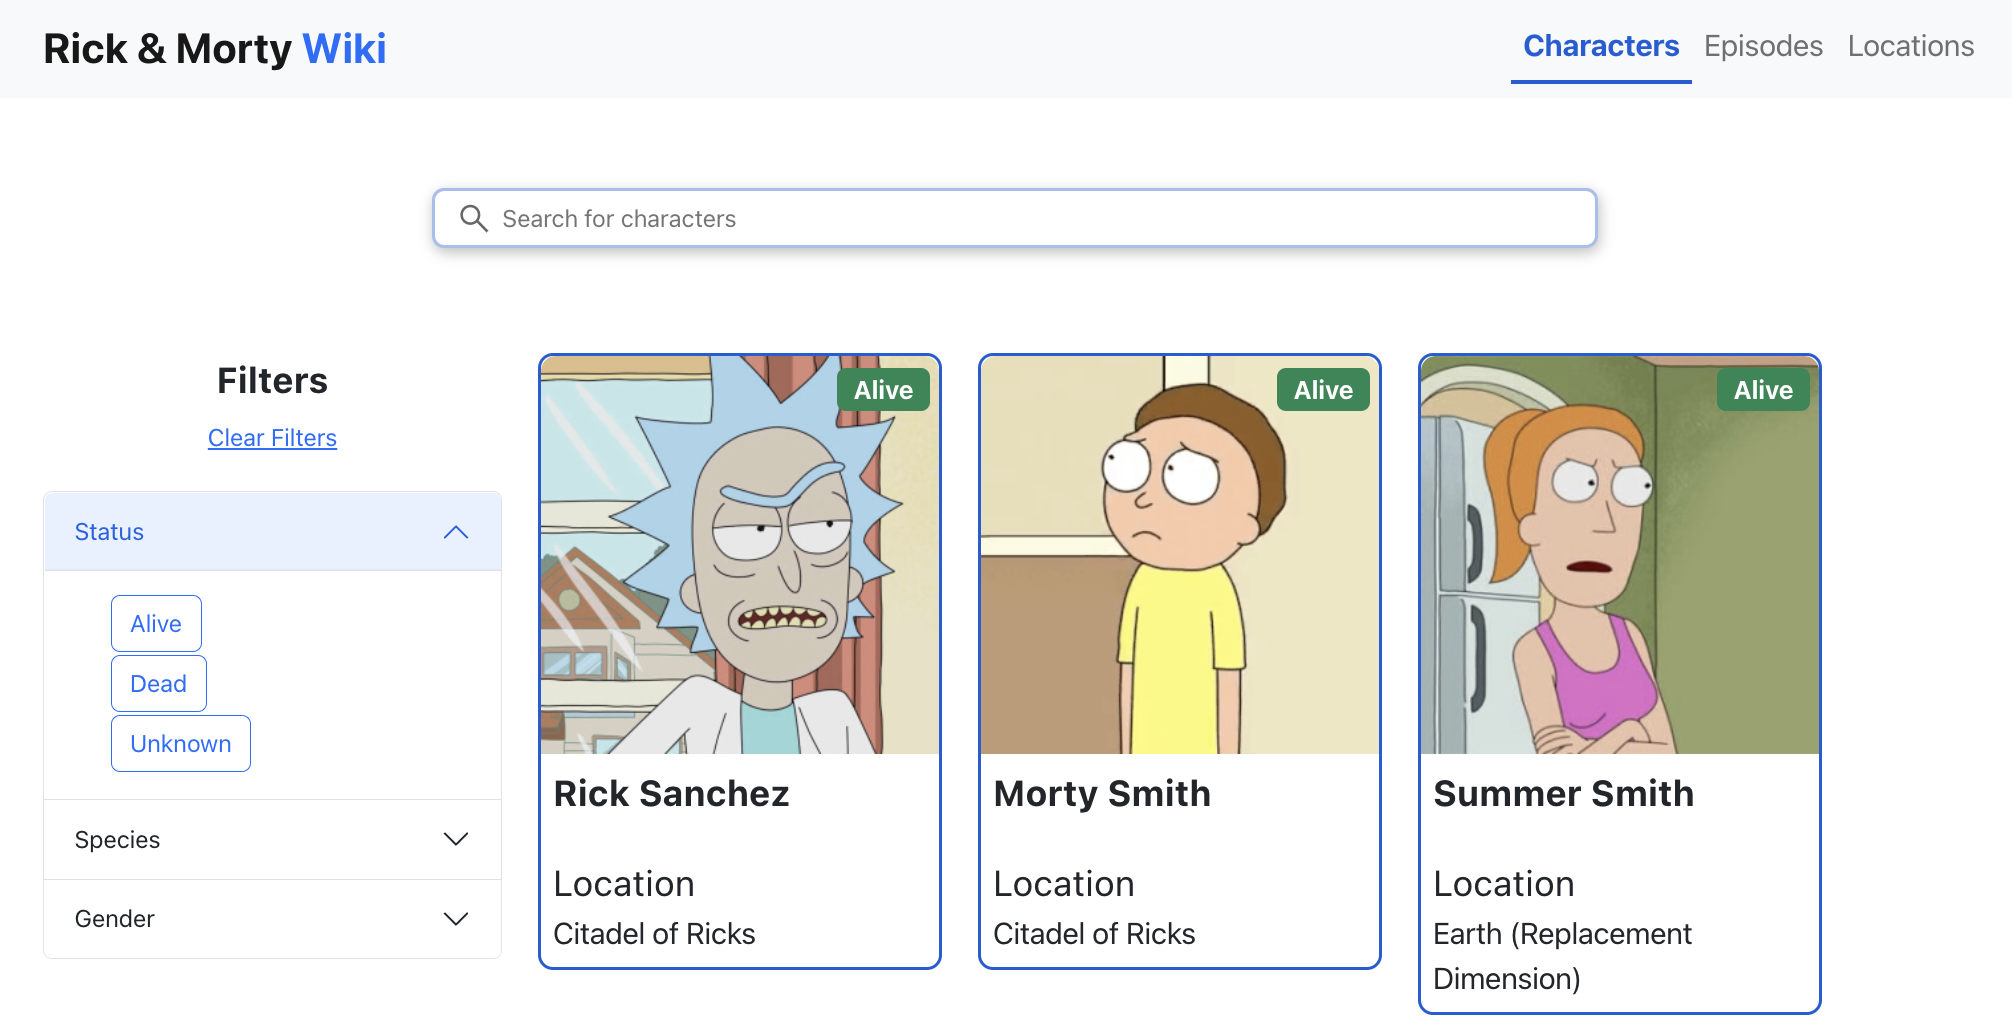 Rick & Morty Wiki
Characters Episodes Locations
Search for characters
Filters
Clear Filters
Status
Alive
Dead
Unknown
Species
Gender
Alive
Rick Sanchez
Location
Citadel of Ricks
Alive
Morty Smith
Location
Citadel of Ricks
Alive
Summer Smith
Location
Earth (Replacement
Dimension)